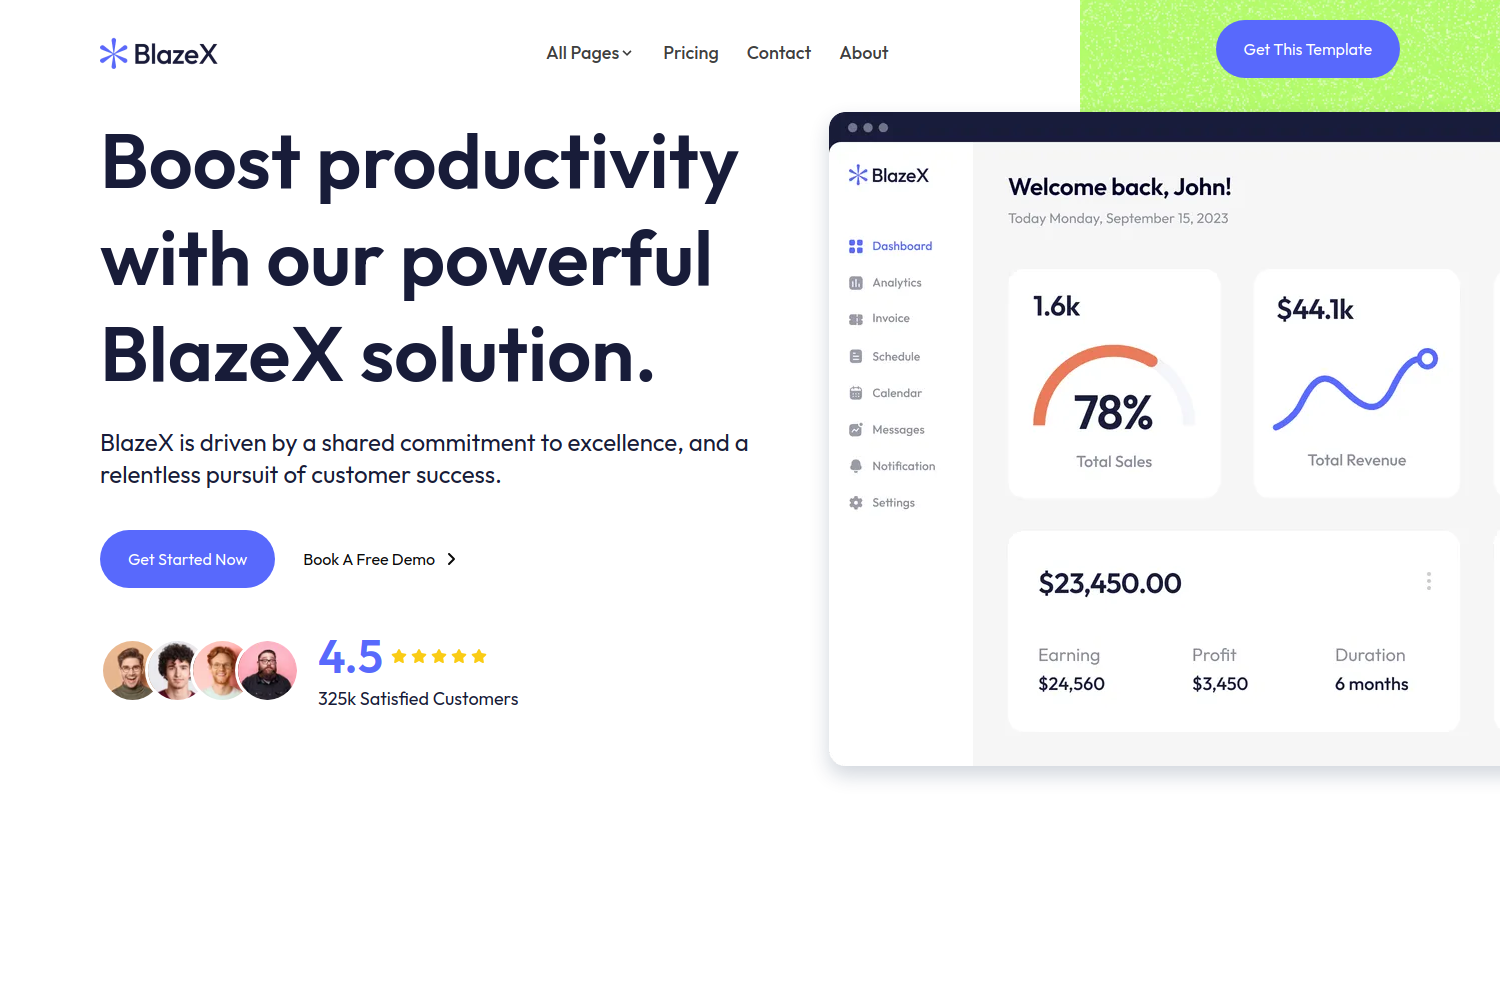 BlazeX
All Pages
Pricing
Contact
About
Get This Template
Boost productivity
with our powerful
BlazeX solution.
BlazeX is driven by a shared commitment to excellence, and a
relentless pursuit of customer success.
Get Started Now
Book A Free Demo
4.5
325k Satisfied Customers
BlazeX
Dashboard
Analytics
Invoice
Schedule
Calendar
Messages
Notification
Settings
Welcome back, John!
Today Monday, September 15, 2023
1.6k
78%
Total Sales
$44.1k
Total Revenue
$23,450.00
Earning
$24,560
Profit
$3,450
Duration
6 months